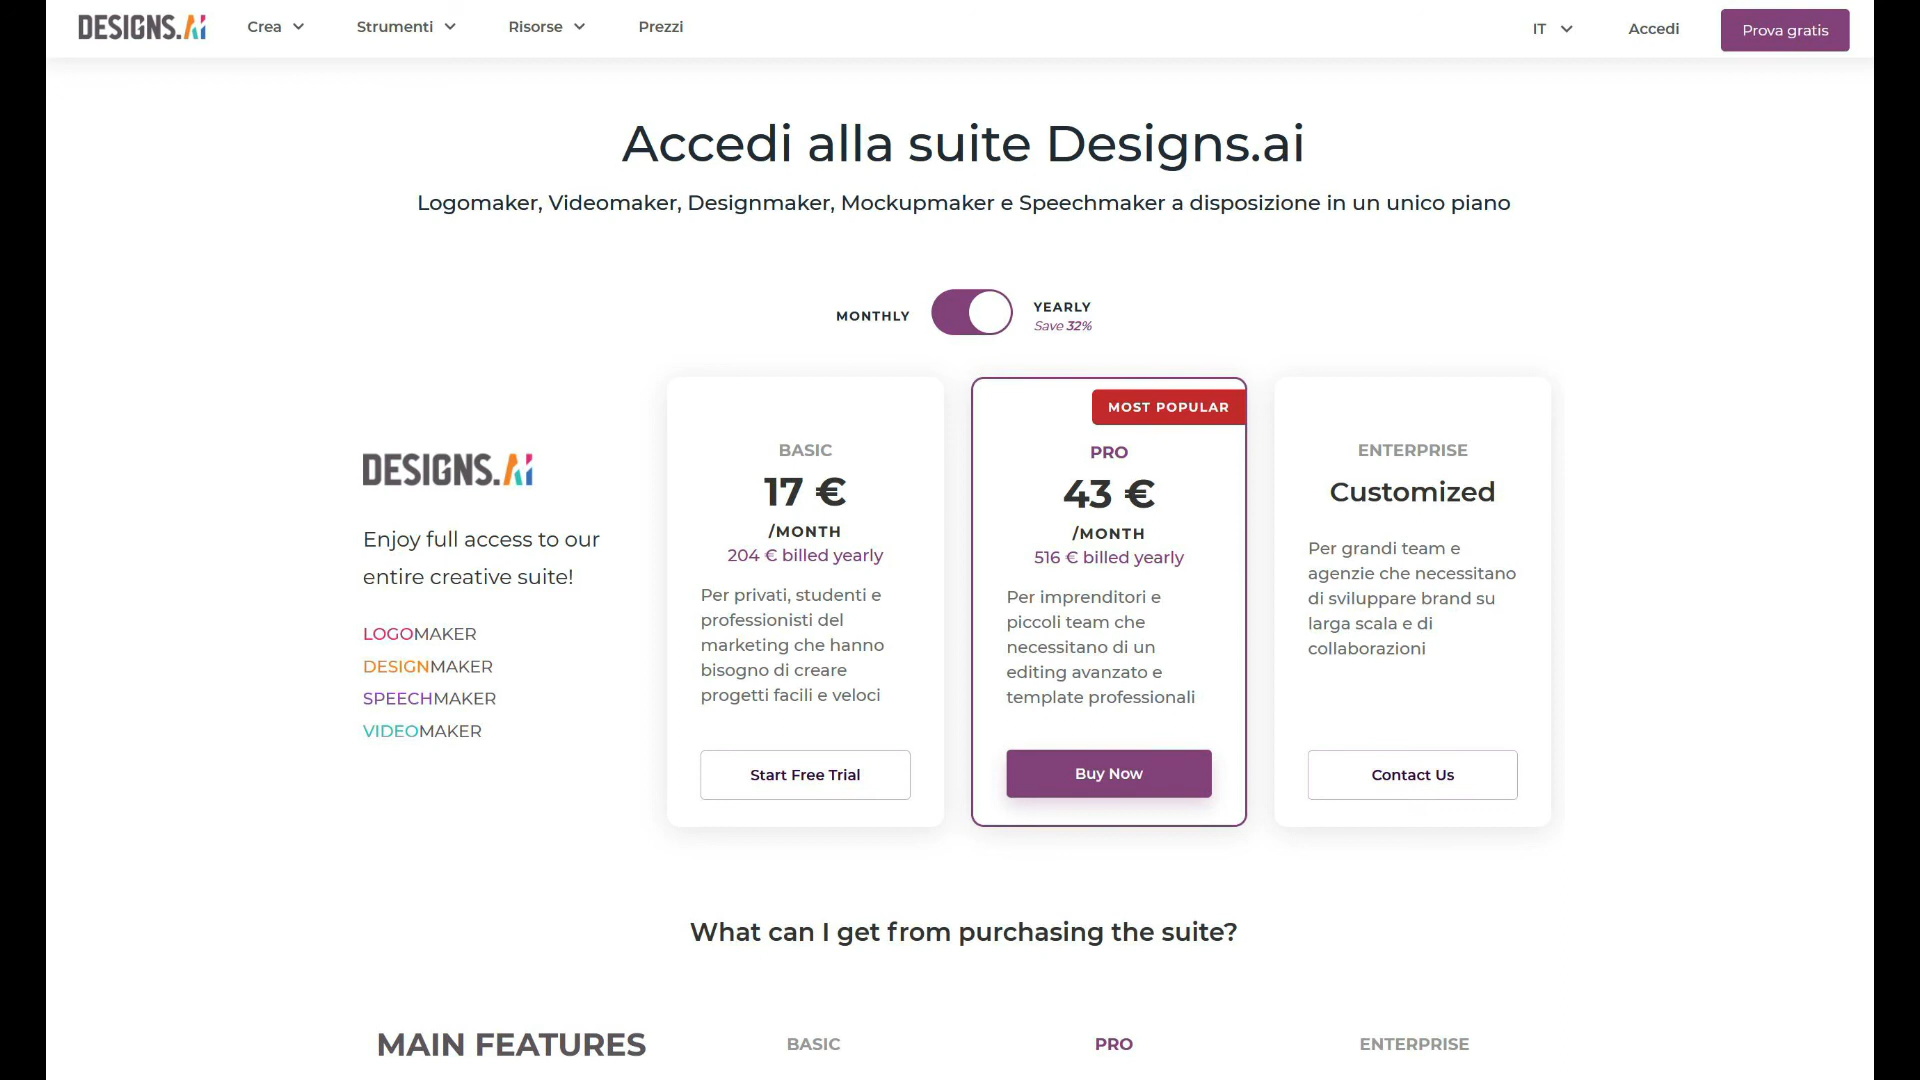 DESIGNS.AI
Crea
Strumenti
Risorse
Prezzi
IT
Accedi
Prova gratis
Accedi alla suite Designs.ai
Logomaker, Videomaker, Designmaker, Mockupmaker e Speechmaker a disposizione in un unico piano
MONTHLY
YEARLY
Save 32%
DESIGNS.AI
Enjoy full access to our
entire creative suite!
LOGOMAKER
DESIGNMAKER
SPEECHMAKER
VIDEOMAKER
BASIC
17 €
/MONTH
204 € billed yearly
Per privati, studenti e
professionisti del
marketing che hanno
bisogno di creare
progetti facili e veloci
Start Free Trial
MOST POPULAR
PRO
43 €
/MONTH
516 € billed yearly
Per imprenditori e
piccoli team che
necessitano di un
editing avanzato e
template professionali
Buy Now
ENTERPRISE
Customized
Per grandi team e
agenzie che necessitano
di sviluppare brand su
larga scala e di
collaborazioni
Contact Us
What can I get from purchasing the suite?
MAIN FEATURES
BASIC
PRO
ENTERPRISE